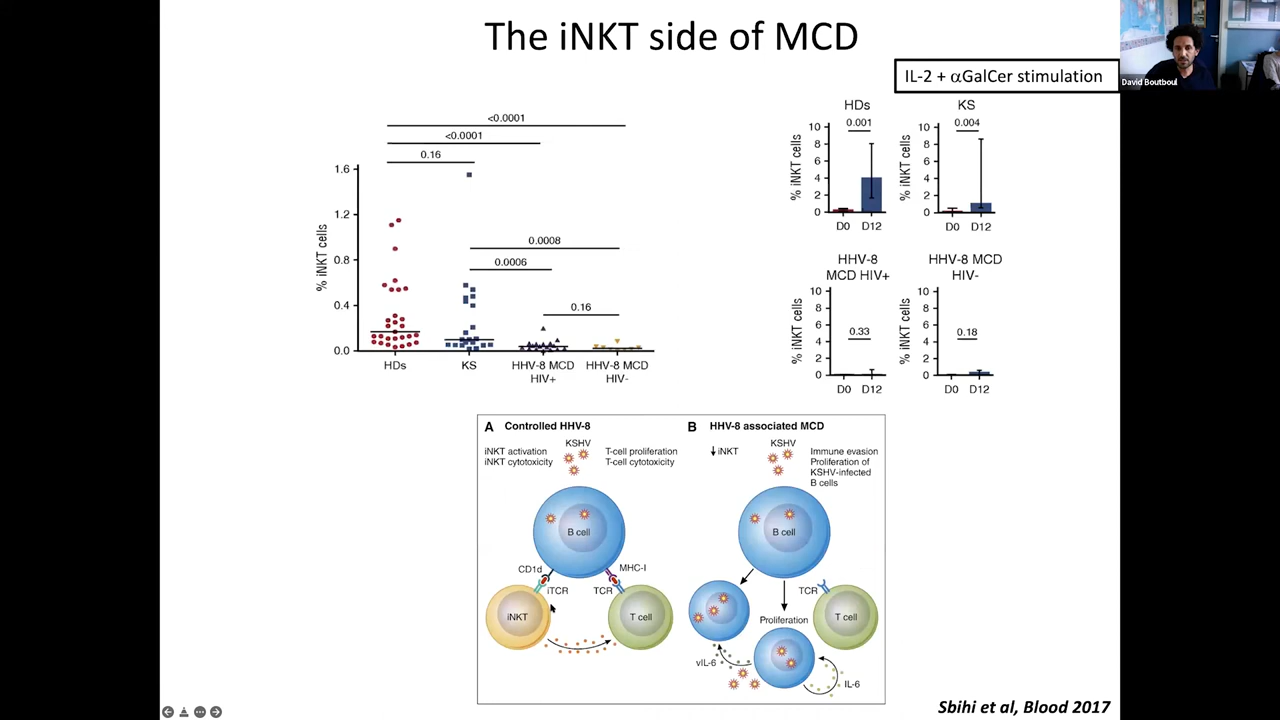 The iNKT side of MCD
David Boutboul
IL-2 + αGalCer stimulation
<0.0001
<0.0001
0.16
0.0008
0.0006
0.16
% iNKT cells
1.6
1.2
0.8
0.4
0.0
HDs
KS
HHV-8 MCD
HIV+
HHV-8 MCD
HIV-
HDs
0.001
% iNKT cells
10
8
6
4
2
0
D0 D12
KS
0.004
% iNKT cells
10
8
6
4
2
0
D0 D12
HHV-8
MCD HIV+
0.33
% iNKT cells
10
8
6
4
2
0
D0 D12
HHV-8 MCD
HIV-
0.18
% iNKT cells
10
8
6
4
2
0
D0 D12
A Controlled HHV-8
iNKT activation
iNKT cytotoxicity
KSHV
T-cell proliferation
T-cell cytotoxicity
B cell
CD1d
MHC-I
iTCR
TCR
iNKT
T cell
B HHV-8 associated MCD
↓ iNKT
KSHV
Immune evasion
Proliferation of
KSHV-infected
B cells
B cell
TCR
T cell
Proliferation
vIL-6
IL-6
Sbihi et al, Blood 2017